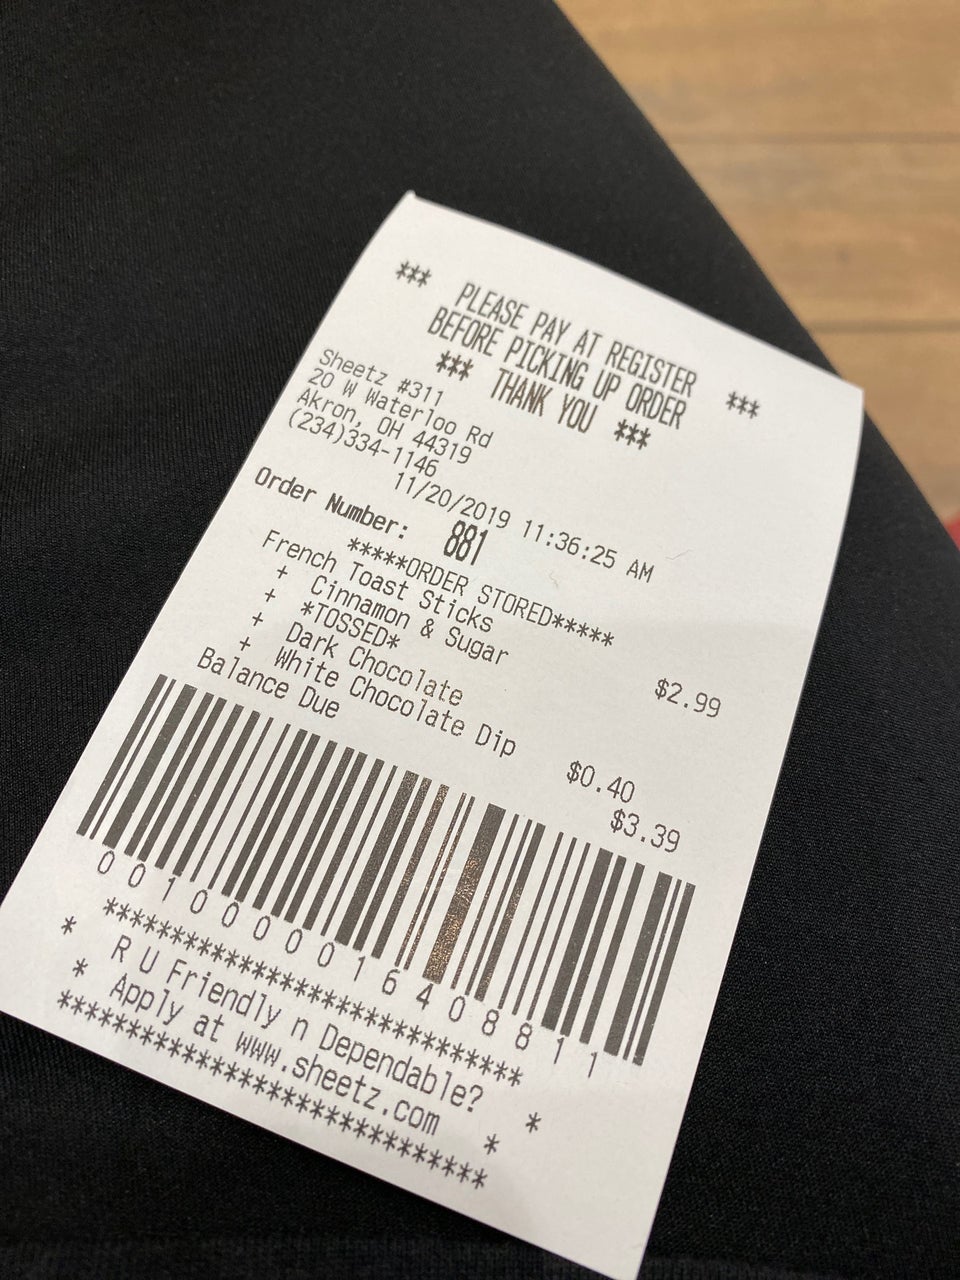 *** PLEASE PAY AT REGISTER ***
BEFORE PICKING UP ORDER
*** THANK YOU ***
Sheetz #311
20 W Waterloo Rd
Akron, OH 44319
(234)334-1146
11/20/2019 11:36:25 AM
Order Number: 881
*****ORDER STORED*****
French Toast Sticks $2.99
+ Cinnamon & Sugar
+ *TOSSED*
+ Dark Chocolate
+ White Chocolate Dip $0.40
Balance Due $3.39
0010000016408811
******************************
* R U Friendly n Dependable? *
* Apply at www.sheetz.com *
******************************